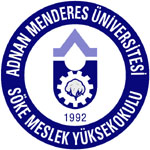 ADNAN MENDERES ÜNİVERSİTESİ
SÖKE MESLEK YÜKSEKOKULU
1992